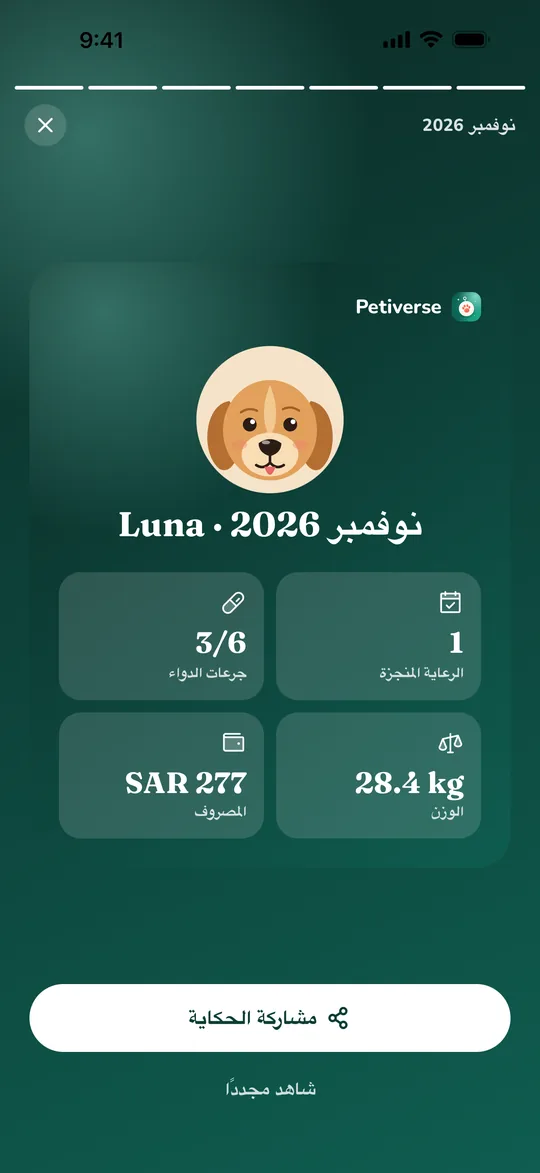 9:41
نوفمبر 2026
Petiverse
Luna · نوفمبر 2026
1
الرعاية المنجزة
3/6
جرعات الدواء
28.4 kg
الوزن
SAR 277
المصروف
مشاركة الحكاية
شاهد مجددًا